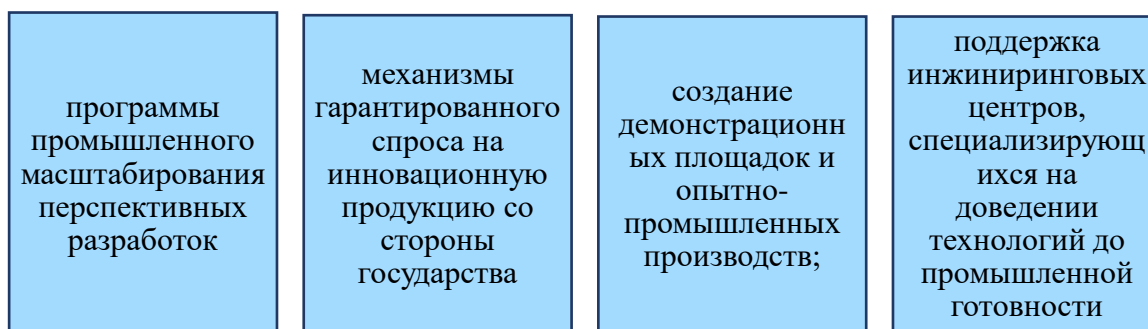 программы
промышленного
масштабирования
перспективных
разработок
механизмы
гарантированного
спроса на
инновационную
продукцию со
стороны
государства
создание
демонстрационн
ых площадок и
опытно-
промышленных
производств;
поддержка
инжиниринговых
центров,
специализирующ
ихся на
доведении
технологий до
промышленной
готовности